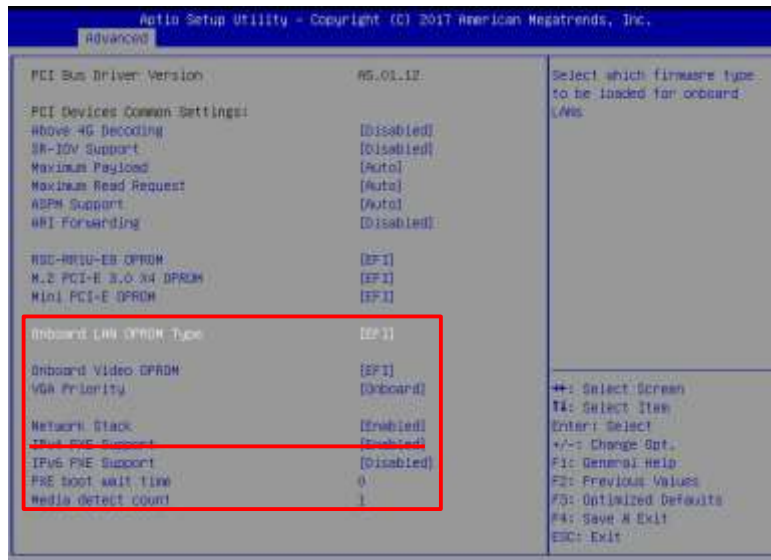 Aptio Setup Utility - Copyright (C) 2017 American Megatrends, Inc.
Advanced
PCI Bus Driver Version A5.01.12
PCI Devices Common Settings:
Above 4G Decoding [Disabled]
SR-IOV Support [Disabled]
Maximum Payload [Auto]
Maximum Read Request [Auto]
ASPM Support [Auto]
ARI Forwarding [Disabled]
RSC-RR1U-E8 OPROM [EFI]
M.2 PCI-E 3.0 X4 OPROM [EFI]
Mini PCI-E OPROM [EFI]
Onboard LAN OPROM Type [EFI]
Onboard Video OPROM [EFI]
VGA Priority [Onboard]
Network Stack [Enabled]
IPv4 PXE Support [Enabled]
IPv6 PXE Support [Disabled]
PXE boot wait time 0
Media detect count 1
Select which firmware type
to be loaded for onboard
LANs
: Select Screen
: Select Item
Enter: Select
+/-: Change Opt.
F1: General Help
F2: Previous Values
F3: Optimized Defaults
F4: Save & Exit
ESC: Exit